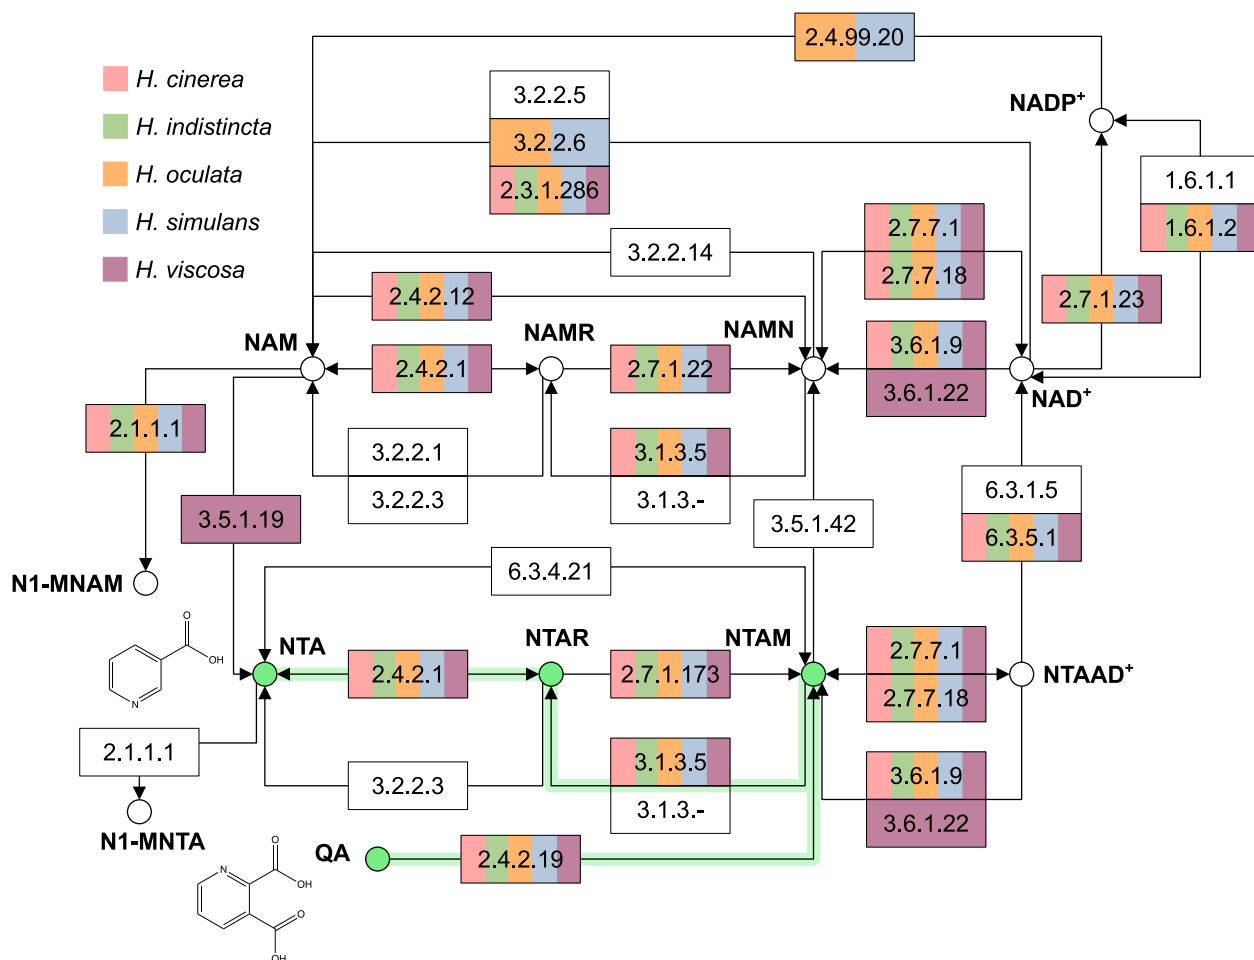 2.4.99.20
H. cinerea
H. indistincta
H. oculata
H. simulans
H. viscosa
3.2.2.5
3.2.2.6
2.3.1.286
NADP+
1.6.1.1
1.6.1.2
3.2.2.14
2.7.7.1
2.7.7.18
2.4.2.12
2.7.1.23
NAM
NAMR
NAMN
2.4.2.1
2.7.1.22
3.6.1.9
3.6.1.22
NAD+
2.1.1.1
3.2.2.1
3.2.2.3
3.1.3.5
3.1.3.-
3.5.1.19
3.5.1.42
6.3.1.5
6.3.5.1
N1-MNAM
6.3.4.21
O
OH
N
NTA
NTAR
NTAM
2.4.2.1
2.7.1.173
2.7.7.1
2.7.7.18
NTAAD+
2.1.1.1
3.2.2.3
3.1.3.5
3.1.3.-
3.6.1.9
3.6.1.22
N1-MNTA
QA
2.4.2.19
N
O
OH
O
OH